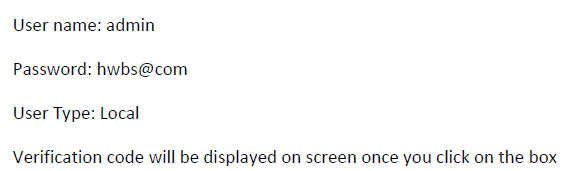 User name: admin
Password: hwbs@com
User Type: Local
Verification code will be displayed on screen once you click on the box